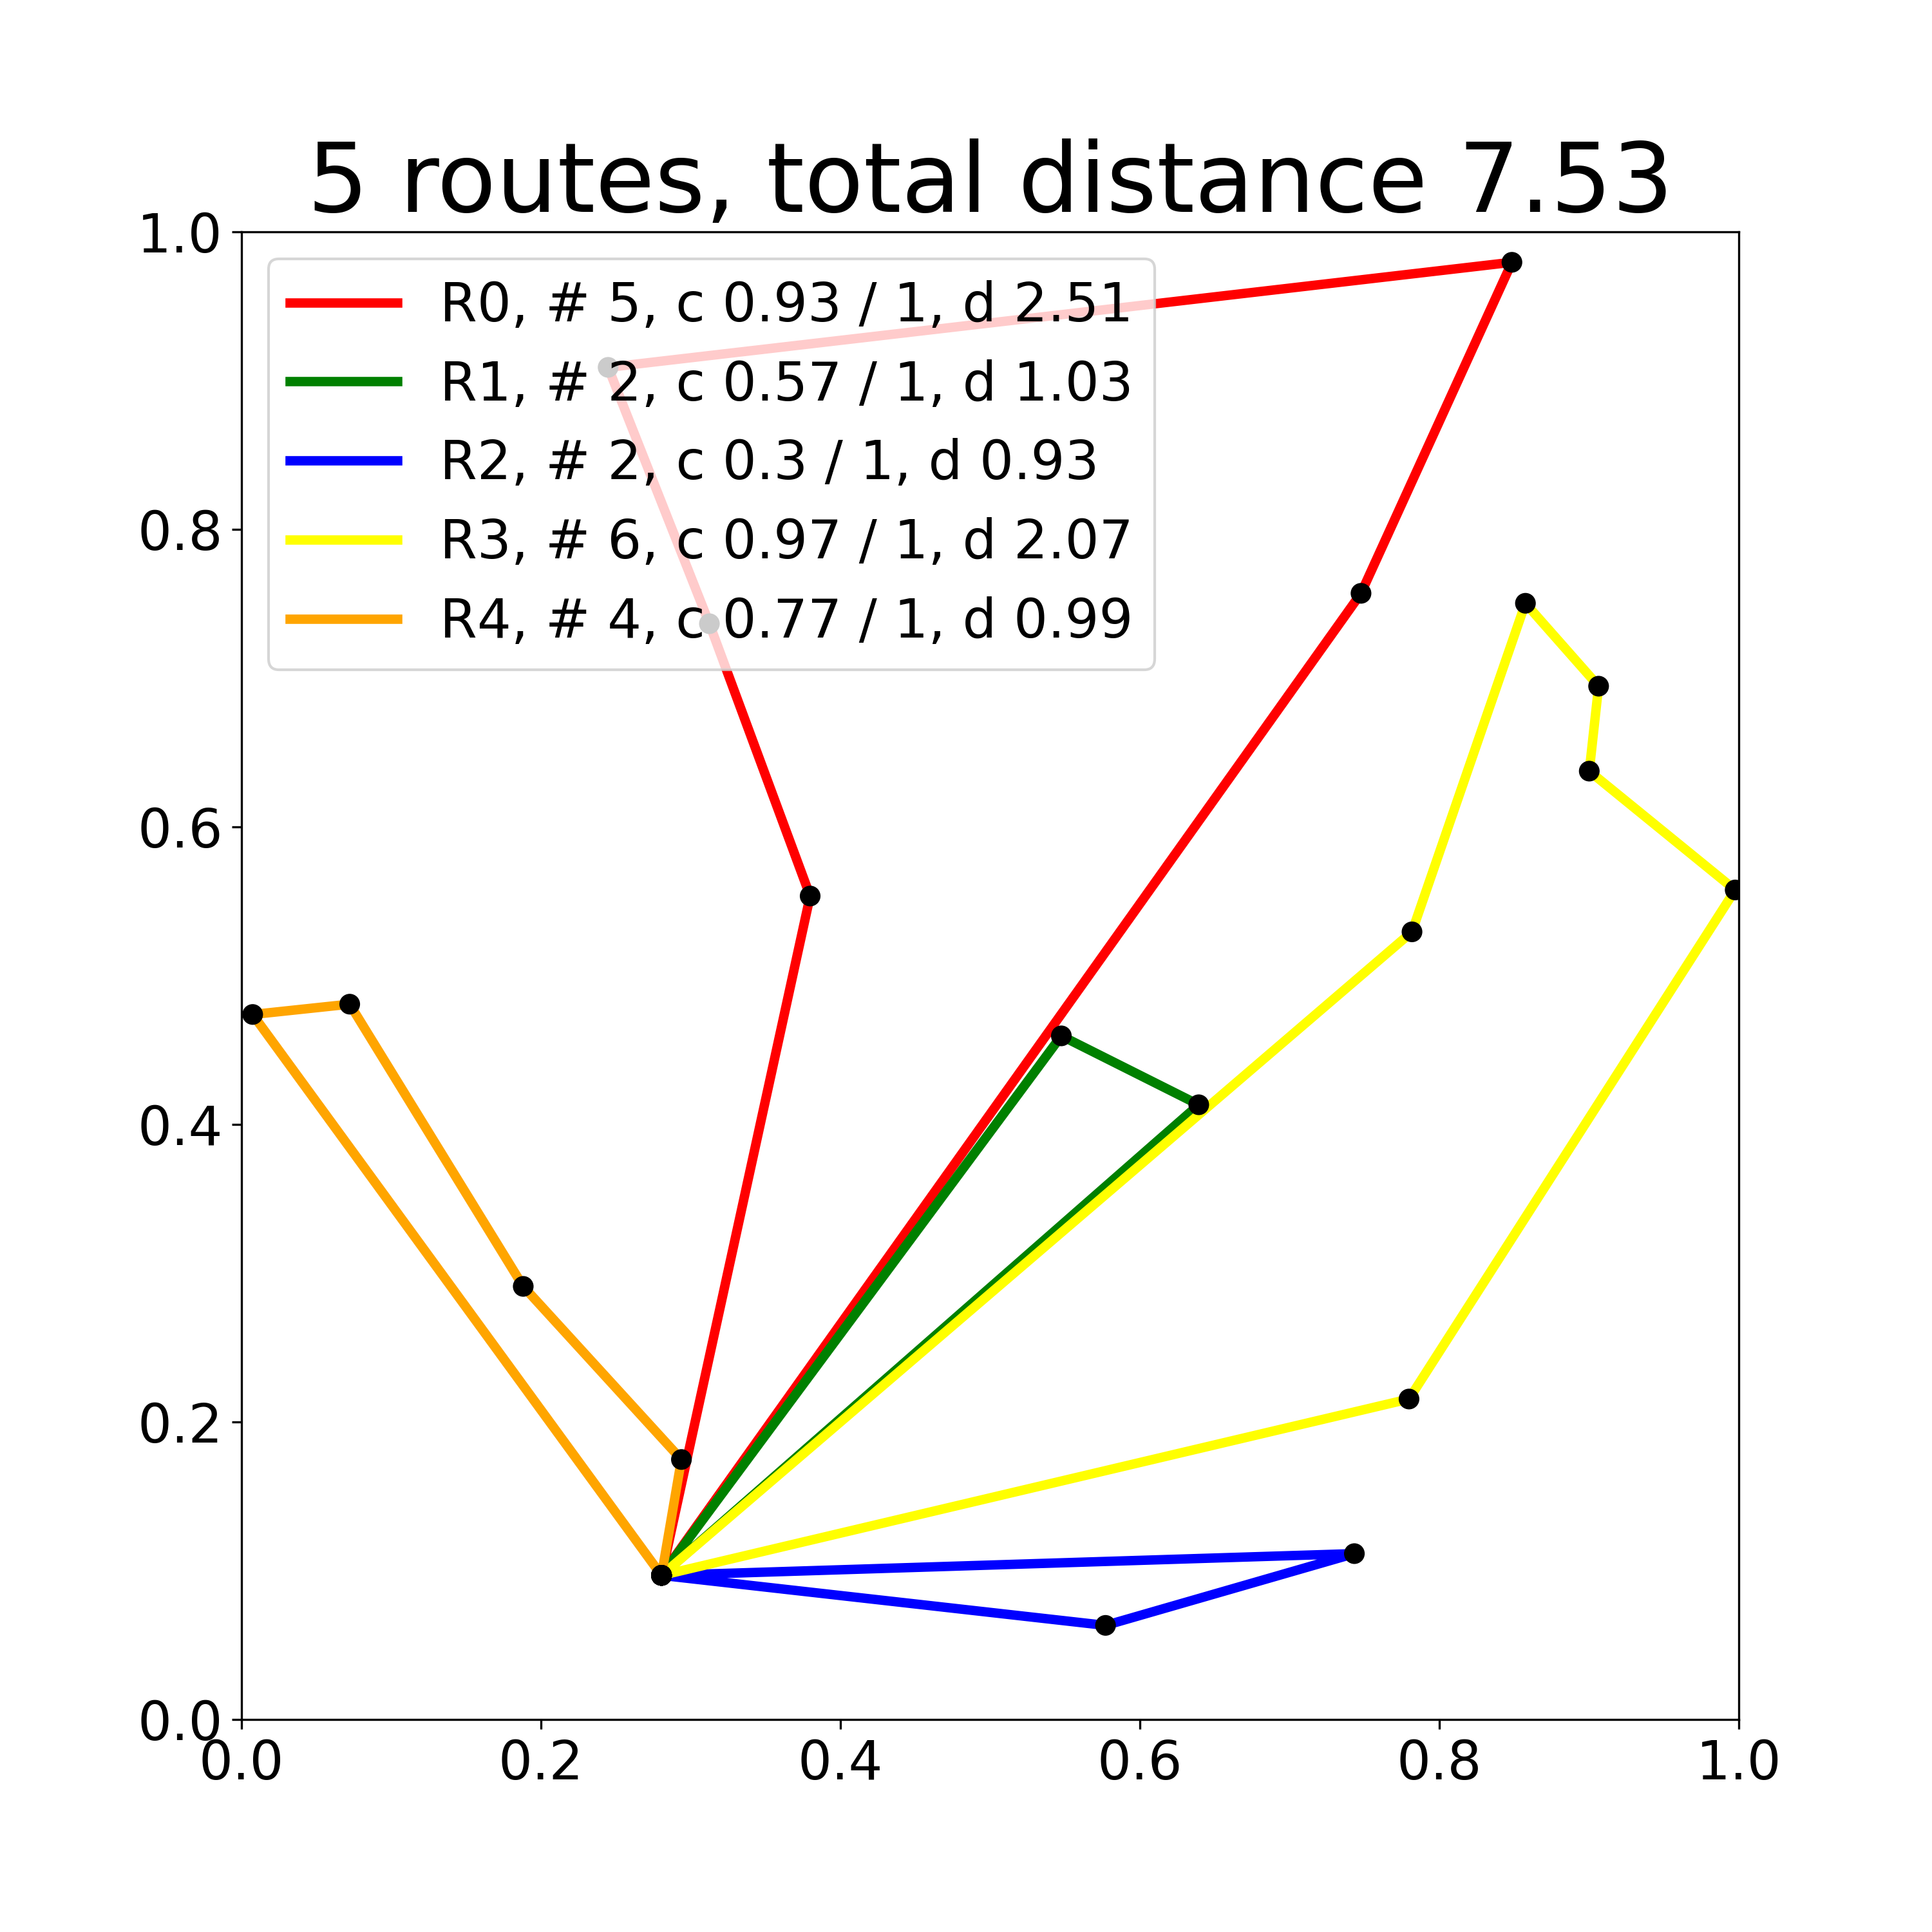 5 routes, total distance 7.53
1.0
R0, # 5, c 0.93 / 1, d 2.51
R1, # 2, c 0.57 / 1, d 1.03
R2, # 2, c 0.3 / 1, d 0.93
R3, # 6, c 0.97 / 1, d 2.07
R4, # 4, c 0.77 / 1, d 0.99
0.8
0.6
0.4
0.2
0.0
0.0 0.2 0.4 0.6 0.8 1.0